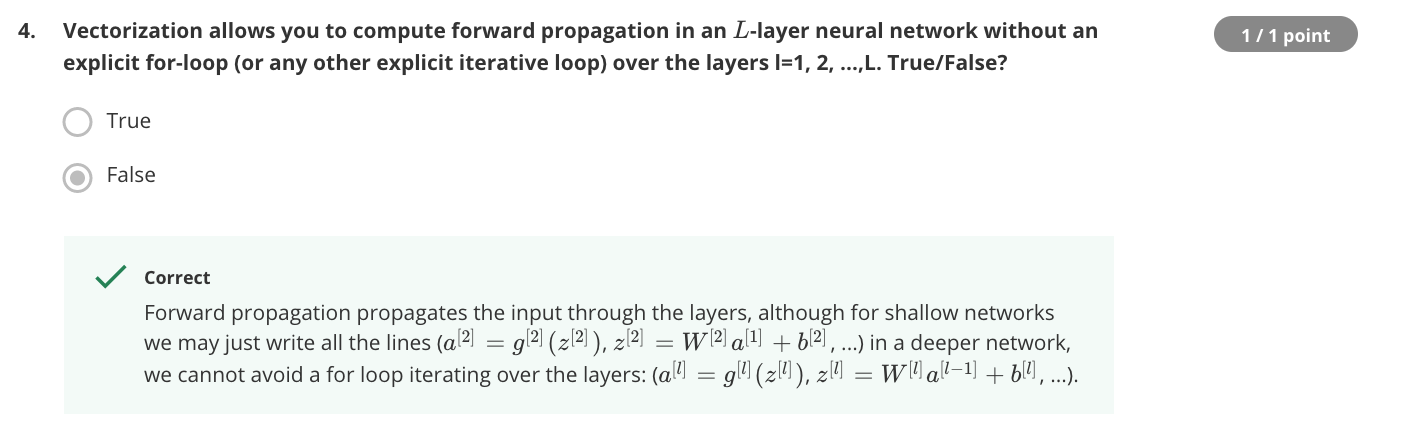 4. Vectorization allows you to compute forward propagation in an L-layer neural network without an
1 / 1 point
explicit for-loop (or any other explicit iterative loop) over the layers l=1, 2, …,L. True/False?
True
False
Correct
Forward propagation propagates the input through the layers, although for shallow networks
we may just write all the lines (a^{[2]} = g^{[2]}(z^{[2]}), z^{[2]} = W^{[2]}a^{[1]} + b^{[2]}, …) in a deeper network,
we cannot avoid a for loop iterating over the layers: (a^{[l]} = g^{[l]}(z^{[l]}), z^{[l]} = W^{[l]}a^{[l−1]} + b^{[l]}, …).